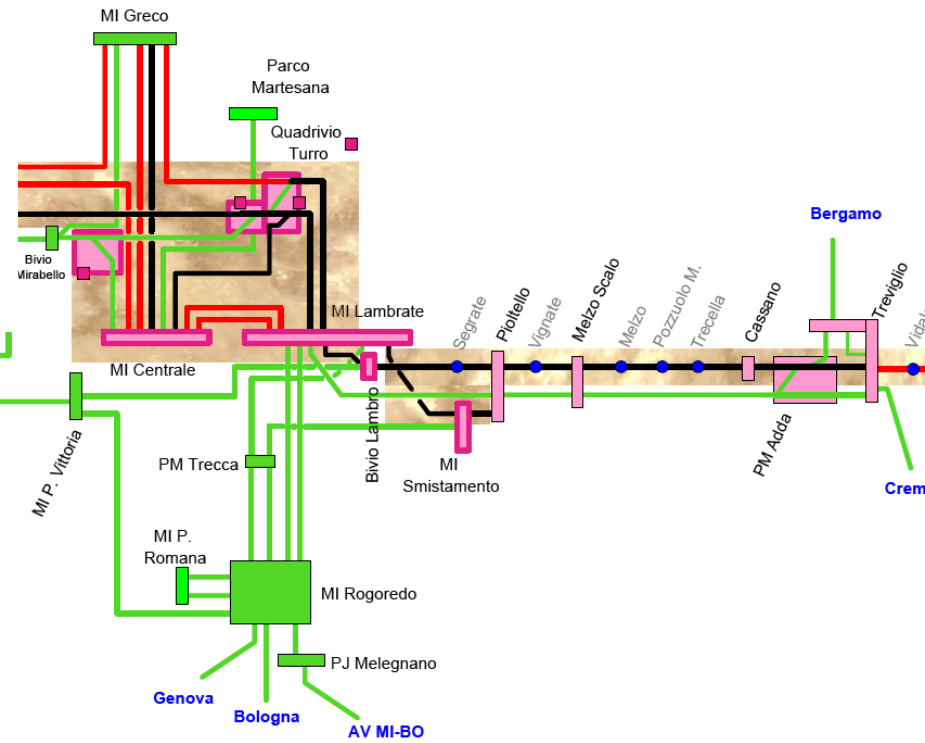 MI Greco
Parco
Martesana
Quadrivio
Turro
Bergamo
Bivio
Mirabello
MI Lambrate
MI Centrale
Segrate
Pioltello
Vignate
Melzo Scalo
Melzo
Pozzuolo M.
Trecella
Cassano
Treviglio
Vidal
MI P. Vittoria
Bivio Lambro
PM Adda
PM Trecca
MI
Smistamento
Crem
MI P.
Romana
MI Rogoredo
PJ Melegnano
Genova
Bologna
AV MI-BO